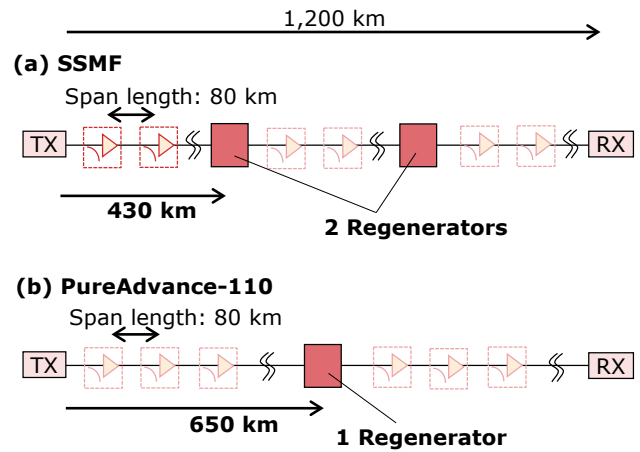 1,200 km
(a) SSMF
Span length: 80 km
TX
RX
430 km
2 Regenerators
(b) PureAdvance-110
Span length: 80 km
TX
RX
650 km
1 Regenerator